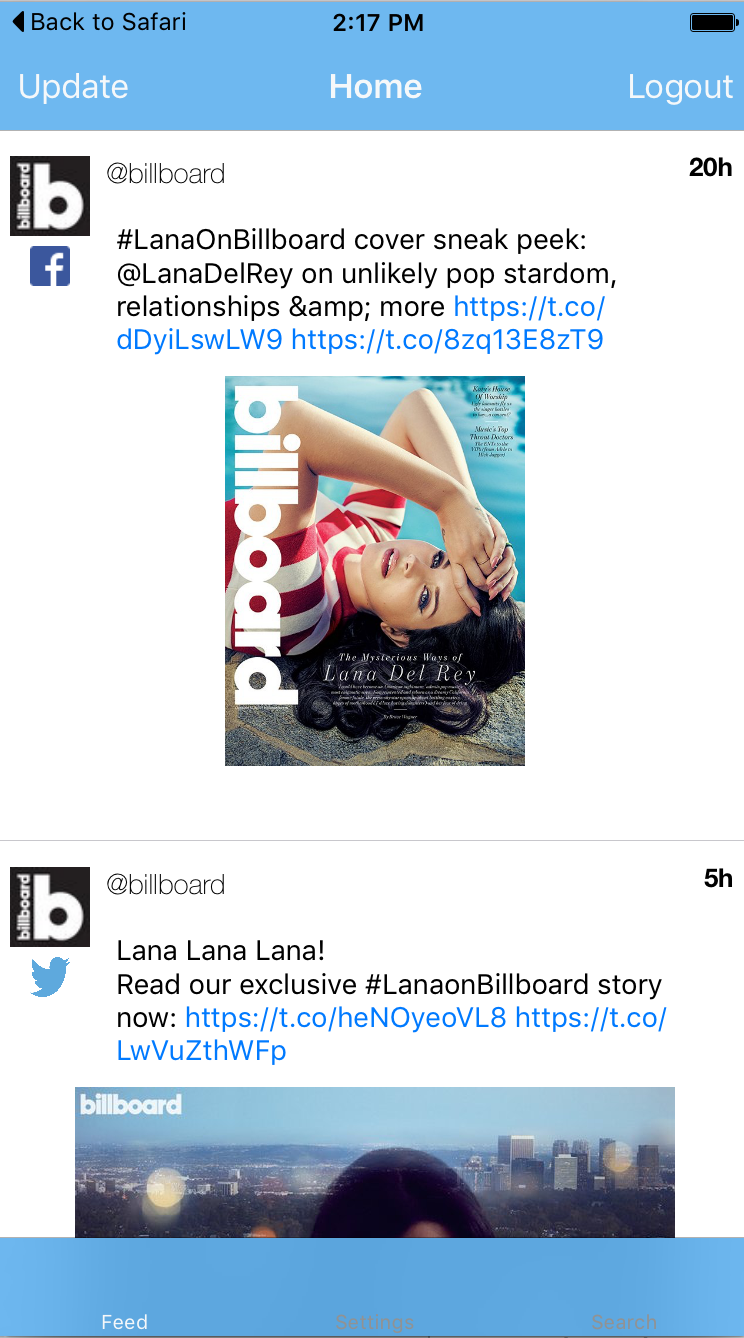 Back to Safari
2:17 PM
Update
Home
Logout
billboard
b
@billboard
20h
f
#LanaOnBillboard cover sneak peek:
@LanaDelRey on unlikely pop stardom,
relationships &amp; more https://t.co/
dDyiLswLW9 https://t.co/8zq13E8zT9
billboard
Of Worship
Music's Top
Throat Doctors
The Mysterious Ways of
Lana Del Rey
By Bruce Wagner
billboard
b
@billboard
5h
Lana Lana Lana!
Read our exclusive #LanaonBillboard story
now: https://t.co/heNOyeoVL8 https://t.co/
LwVuZthWFp
billboard
Feed
Settings
Search